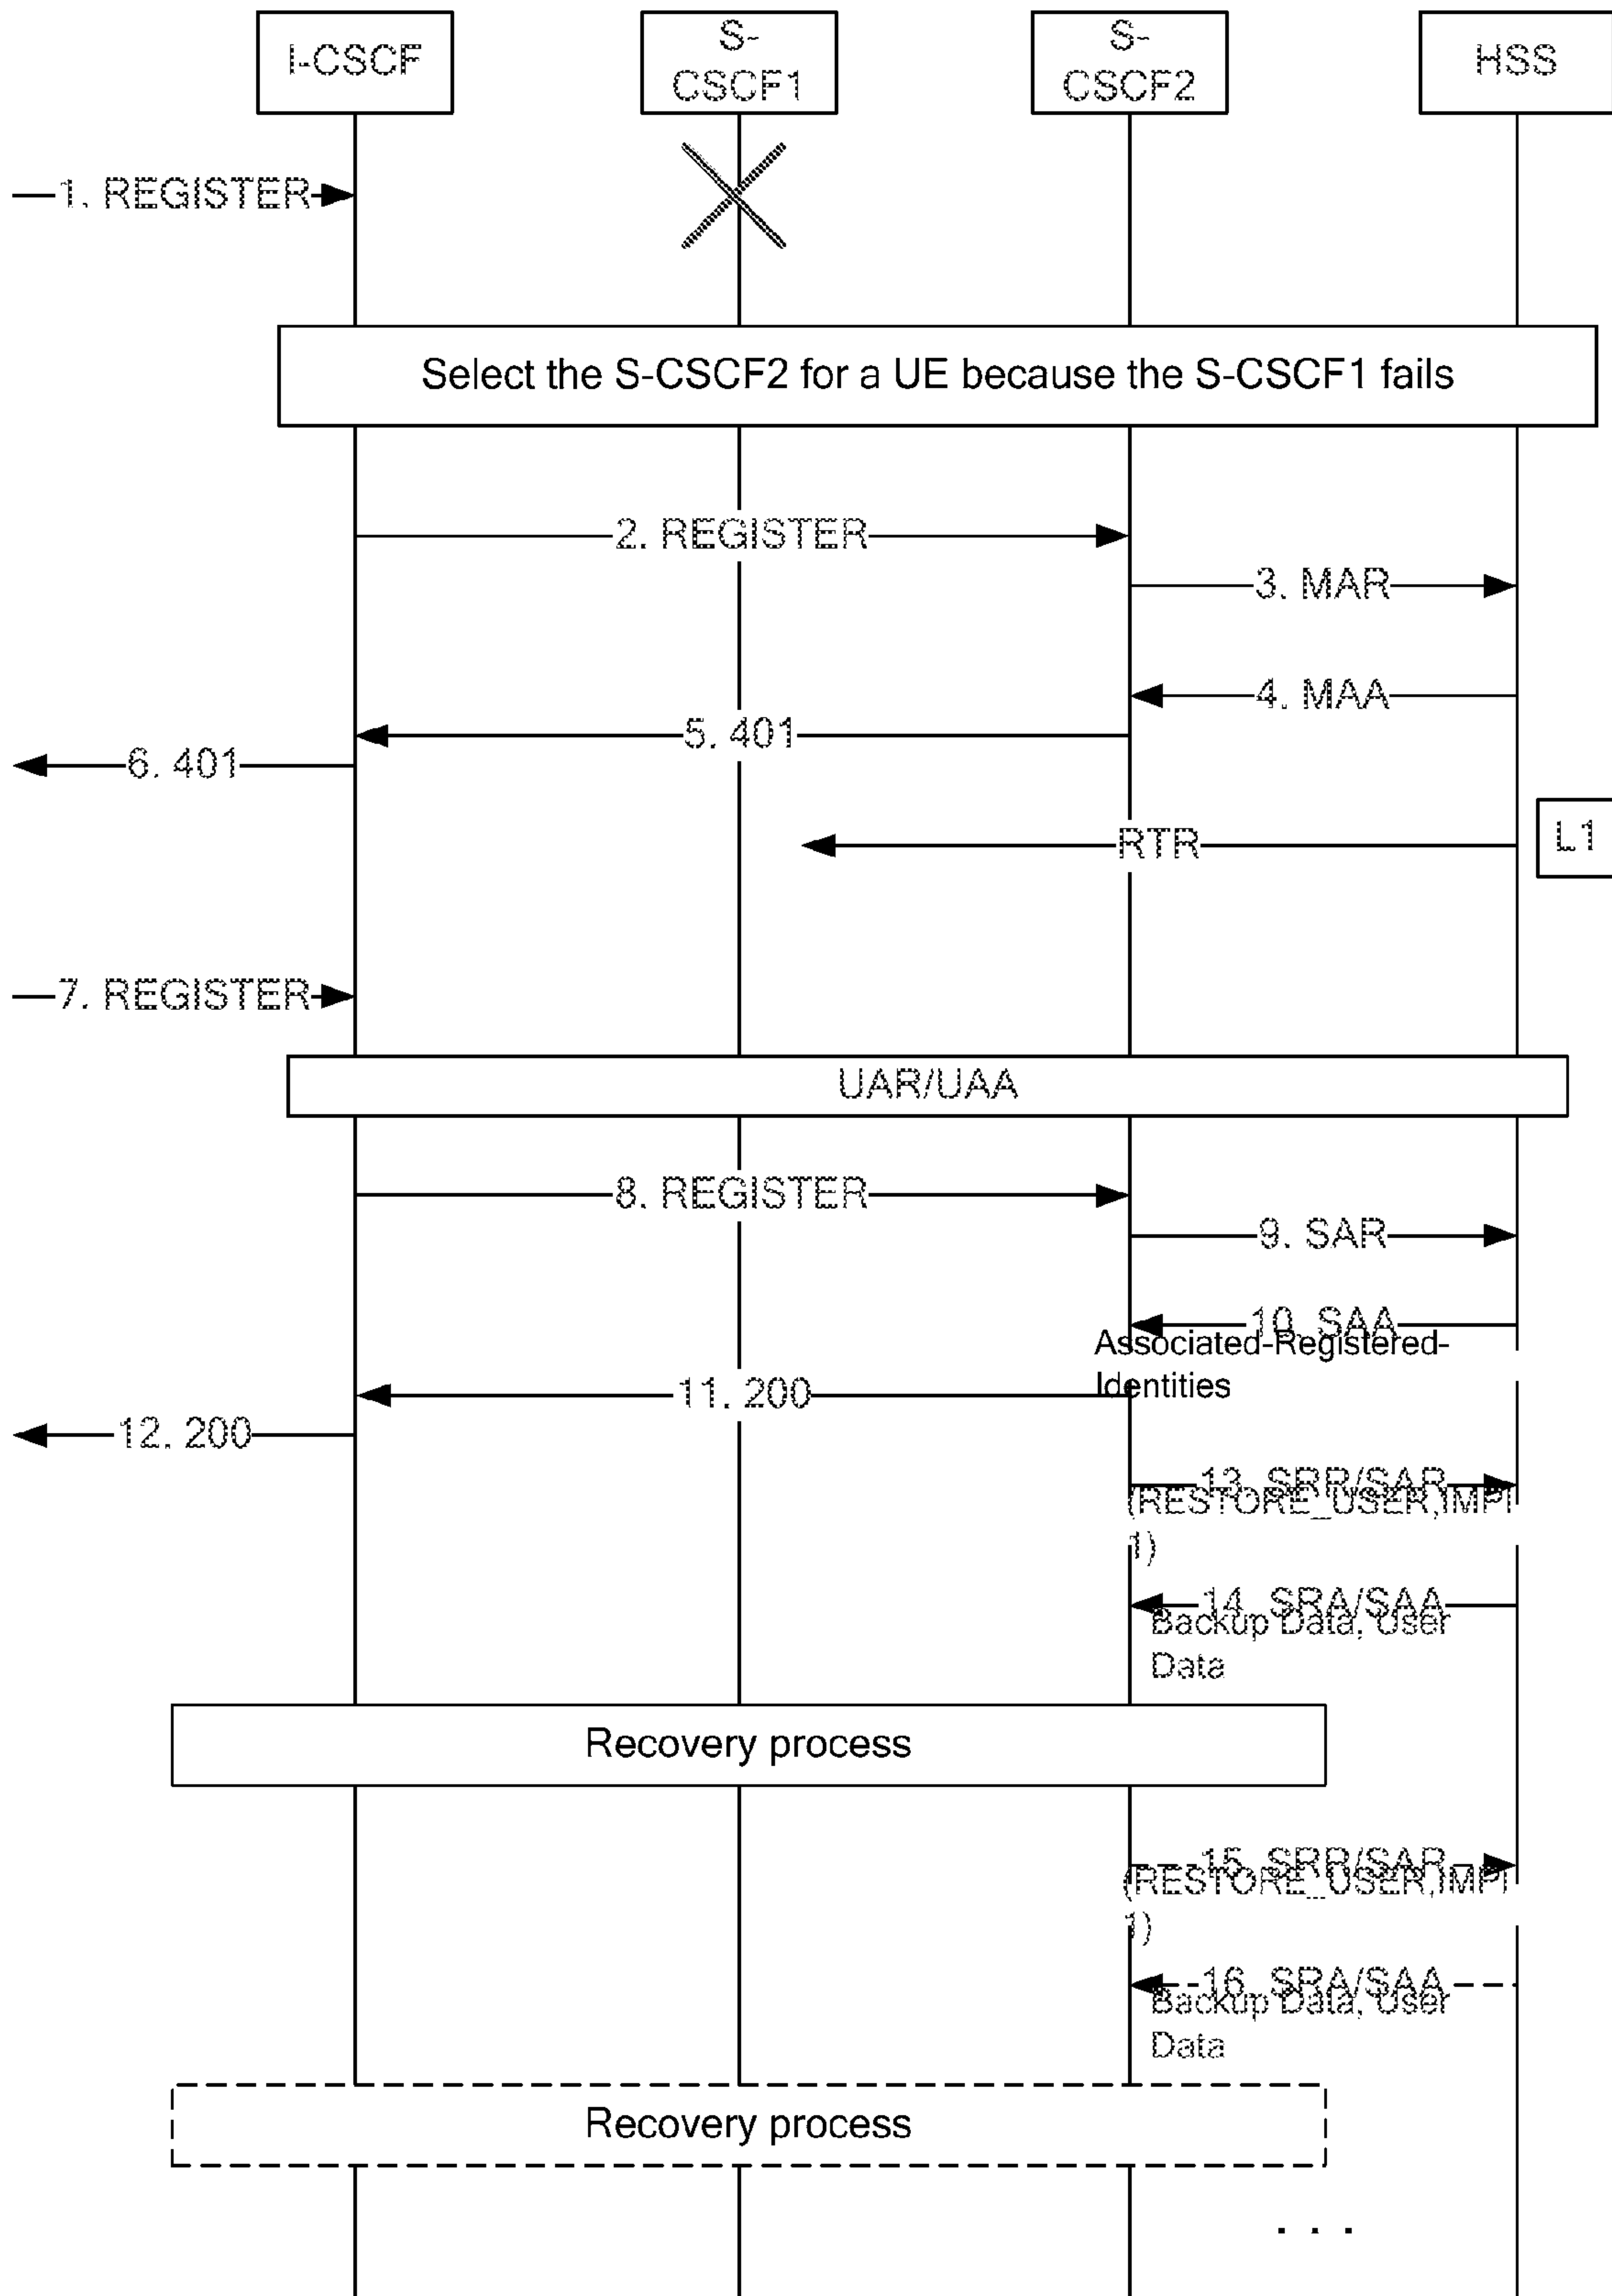 I-CSCF
S-
CSCF1
S-
CSCF2
HSS
1. REGISTER
Select the S-CSCF2 for a UE because the S-CSCF1 fails
2. REGISTER
3. MAR
4. MAA
5. 401
6. 401
RTR
L1
7. REGISTER
UAR/UAA
8. REGISTER
9. SAR
10. SAA
Associated-Registered-
Identities
11. 200
12. 200
13. SRR/SAR
(RESTORE_USER,IMPI
1)
14. SRA/SAA
Backup Data, User
Data
Recovery process
15. SRR/SAR
(RESTORE_USER,IMPI
1)
16. SRA/SAA
Backup Data, User
Data
Recovery process
. . .